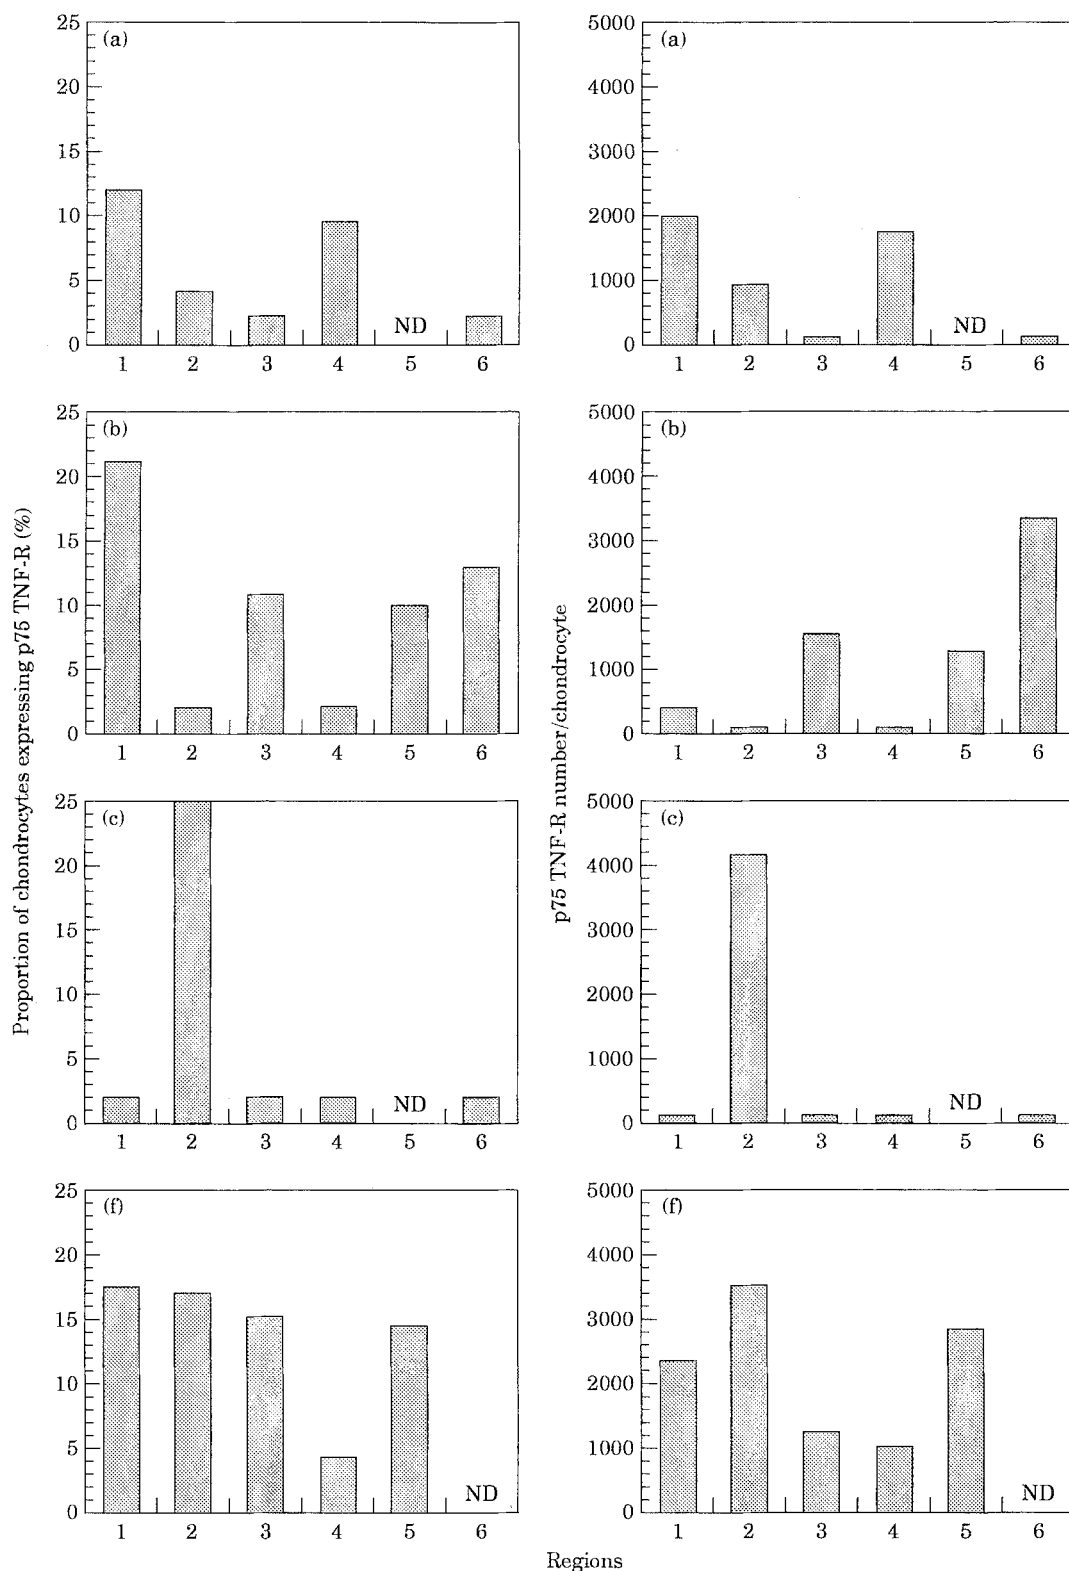 (a)
25
20
15
10
5
0
ND
1 2 3 4 5 6
(a)
5000
4000
3000
2000
1000
0
ND
1 2 3 4 5 6
(b)
25
20
15
10
5
0
1 2 3 4 5 6
(b)
5000
4000
3000
2000
1000
0
1 2 3 4 5 6
(c)
25
20
15
10
5
0
ND
1 2 3 4 5 6
(c)
5000
4000
3000
2000
1000
0
ND
1 2 3 4 5 6
(f)
25
20
15
10
5
0
ND
1 2 3 4 5 6
(f)
5000
4000
3000
2000
1000
0
ND
1 2 3 4 5 6
Proportion of chondrocytes expressing p75 TNF-R (%)
p75 TNF-R number/chondrocyte
Regions